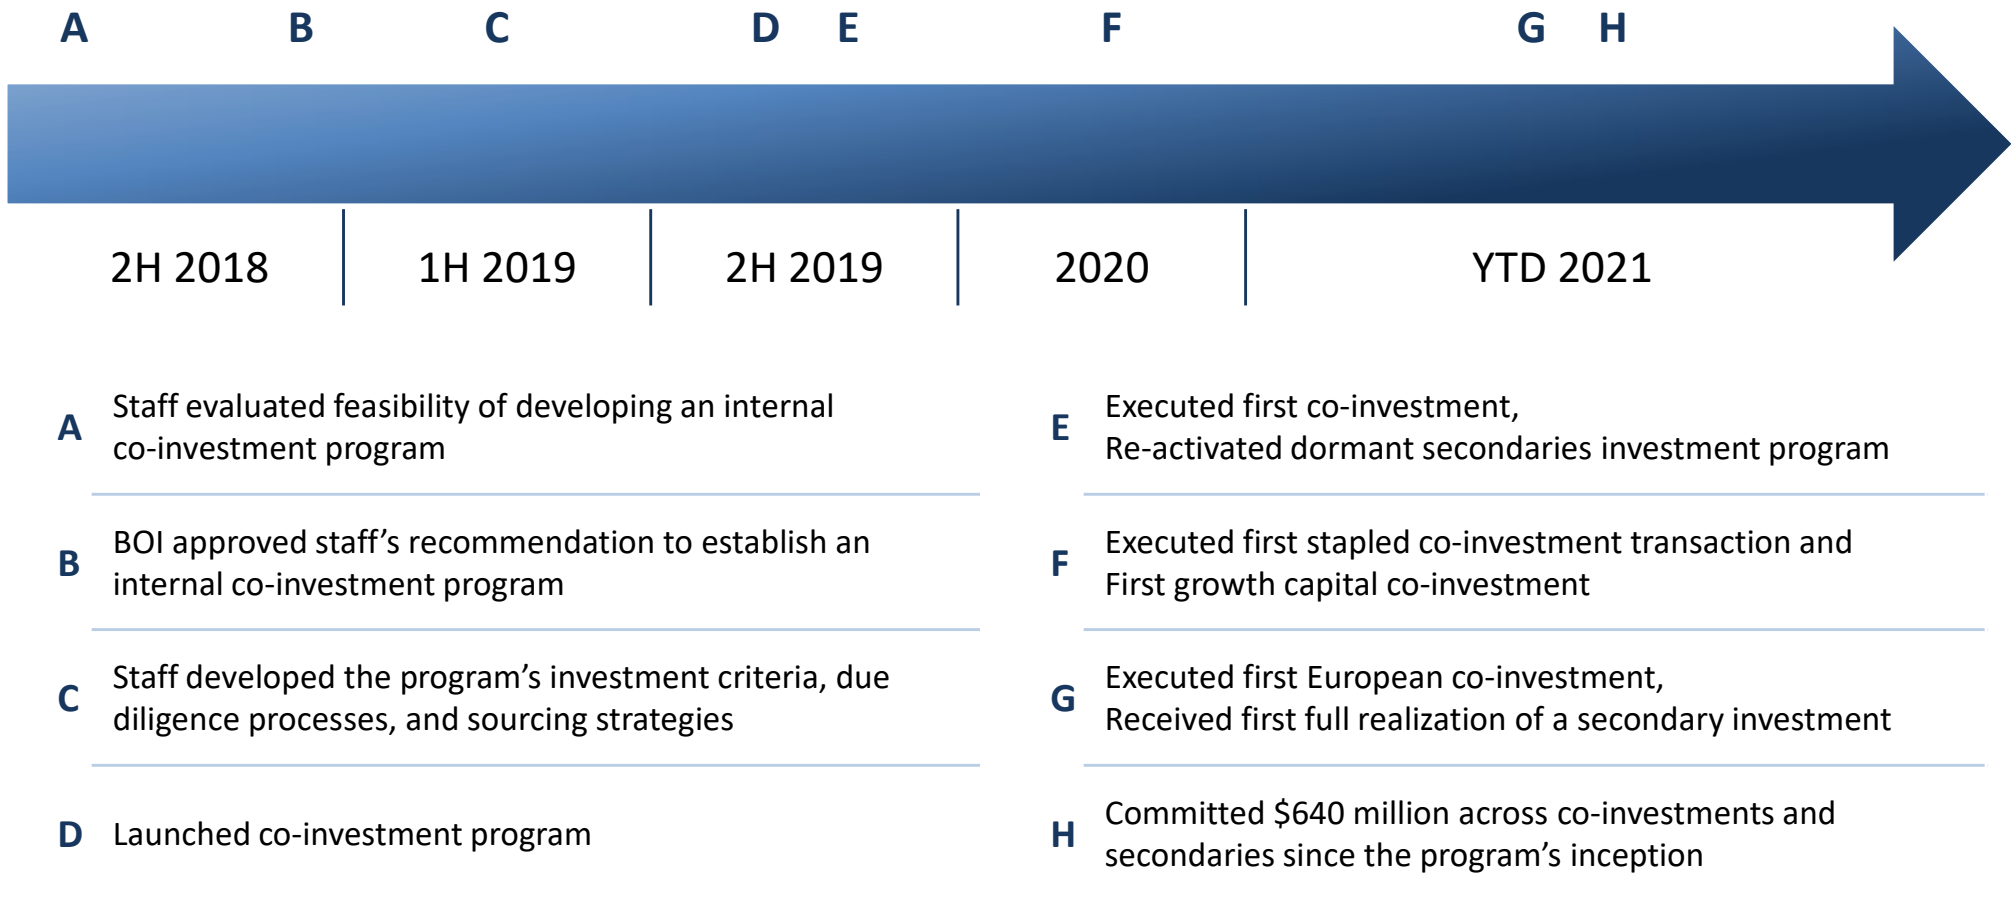 A B C D E F G H
2H 2018 1H 2019 2H 2019 2020 YTD 2021
A
Staff evaluated feasibility of developing an internal
co-investment program
B
BOI approved staff’s recommendation to establish an
internal co-investment program
C
Staff developed the program’s investment criteria, due
diligence processes, and sourcing strategies
D
Launched co-investment program
E
Executed first co-investment,
Re-activated dormant secondaries investment program
F
Executed first stapled co-investment transaction and
First growth capital co-investment
G
Executed first European co-investment,
Received first full realization of a secondary investment
H
Committed $640 million across co-investments and
secondaries since the program’s inception